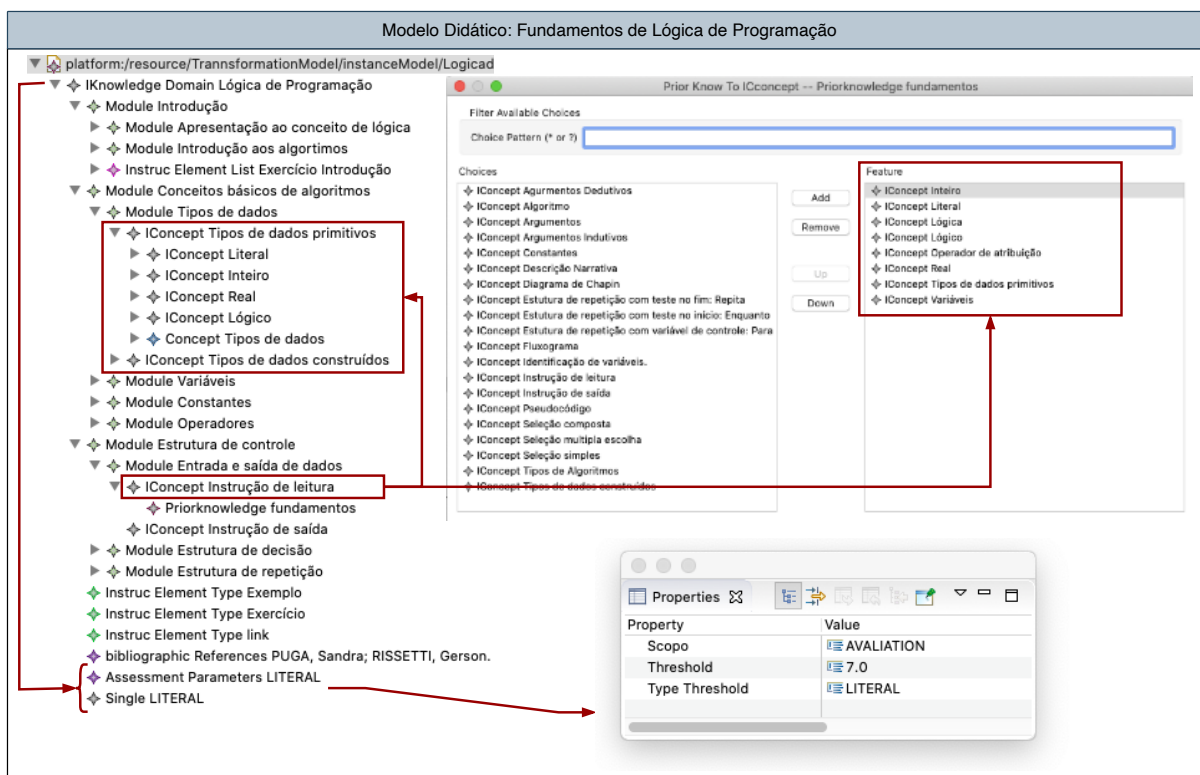 Modelo Didático: Fundamentos de Lógica de Programação
platform:/resource/TrannsformationModel/instanceModel/Logicad
IKnowledge Domain Lógica de Programação
Module Introdução
Module Apresentação ao conceito de lógica
Module Introdução aos algortimos
Instruc Element List Exercício Introdução
Module Conceitos básicos de algoritmos
Module Tipos de dados
IConcept Tipos de dados primitivos
IConcept Literal
IConcept Inteiro
IConcept Real
IConcept Lógico
Concept Tipos de dados
IConcept Tipos de dados construídos
Module Variáveis
Module Constantes
Module Operadores
Module Estrutura de controle
Module Entrada e saída de dados
IConcept Instrução de leitura
Priorknowledge fundamentos
IConcept Instrução de saída
Module Estrutura de decisão
Module Estrutura de repetição
Instruc Element Type Exemplo
Instruc Element Type Exercício
Instruc Element Type link
bibliographic References PUGA, Sandra; RISSETTI, Gerson.
Assessment Parameters LITERAL
Single LITERAL
Prior Know To ICconcept -- Priorknowledge fundamentos
Filter Available Choices
Choice Pattern (* or ?)
Choices
IConcept Agurmentos Dedutivos
IConcept Algoritmo
IConcept Argumentos
IConcept Argumentos Indutivos
IConcept Constantes
IConcept Descrição Narrativa
IConcept Diagrama de Chapin
IConcept Estutura de repetição com teste no fim: Repita
IConcept Estutura de repetição com teste no início: Enquanto
IConcept Estutura de repetição com variável de controle: Para
IConcept Fluxograma
IConcept Identificação de variáveis.
IConcept Instrução de leitura
IConcept Instrução de saída
IConcept Pseudocódigo
IConcept Seleção composta
IConcept Seleção multipla escolha
IConcept Seleção simples
IConcept Tipos de Algoritmos
IConcept Tipos de dados construídos
Add
Remove
Up
Down
Feature
IConcept Inteiro
IConcept Literal
IConcept Lógica
IConcept Lógico
IConcept Operador de atribuição
IConcept Real
IConcept Tipos de dados primitivos
IConcept Variáveis
Properties
Property Value
Scopo AVALIATION
Threshold 7.0
Type Threshold LITERAL